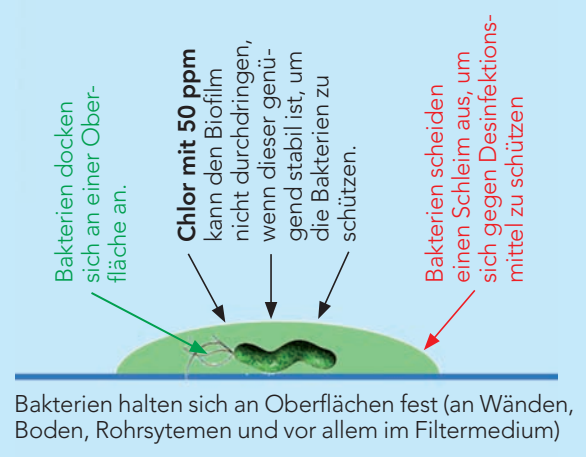 Bakterien docken
sich an einer Ober-
fläche an.
Chlor mit 50 ppm
kann den Biofilm
nicht durchdringen,
wenn dieser genü-
gend stabil ist, um
die Bakterien zu
schützen.
Bakterien scheiden
einen Schleim aus, um
sich gegen Desinfektions-
mittel zu schützen
Bakterien halten sich an Oberflächen fest (an Wänden,
Boden, Rohrsytemen und vor allem im Filtermedium)